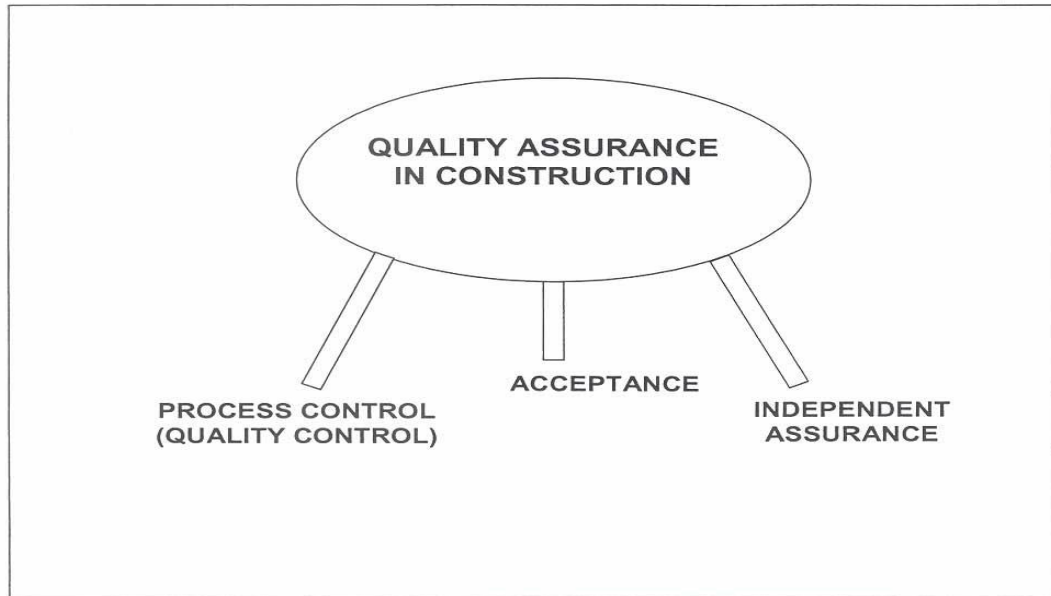 QUALITY ASSURANCE
IN CONSTRUCTION
ACCEPTANCE
PROCESS CONTROL
(QUALITY CONTROL)
INDEPENDENT
ASSURANCE